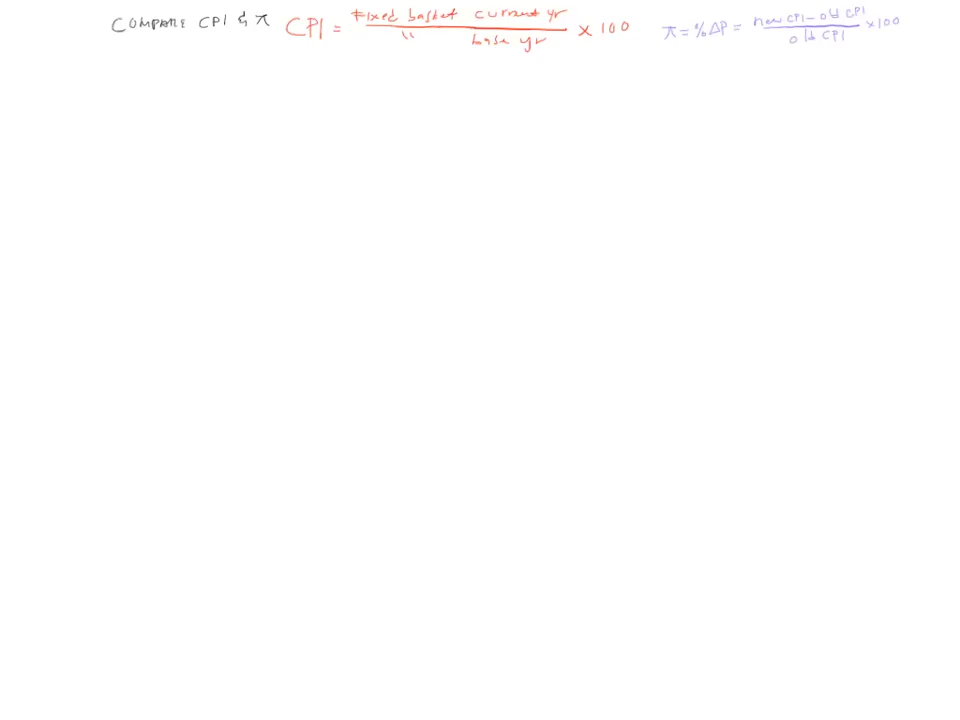 COMPARE CPI & π
CPI = Fixed basket current yr / " base yr × 100
π = % ΔP = new CPI - old CPI / old CPI × 100